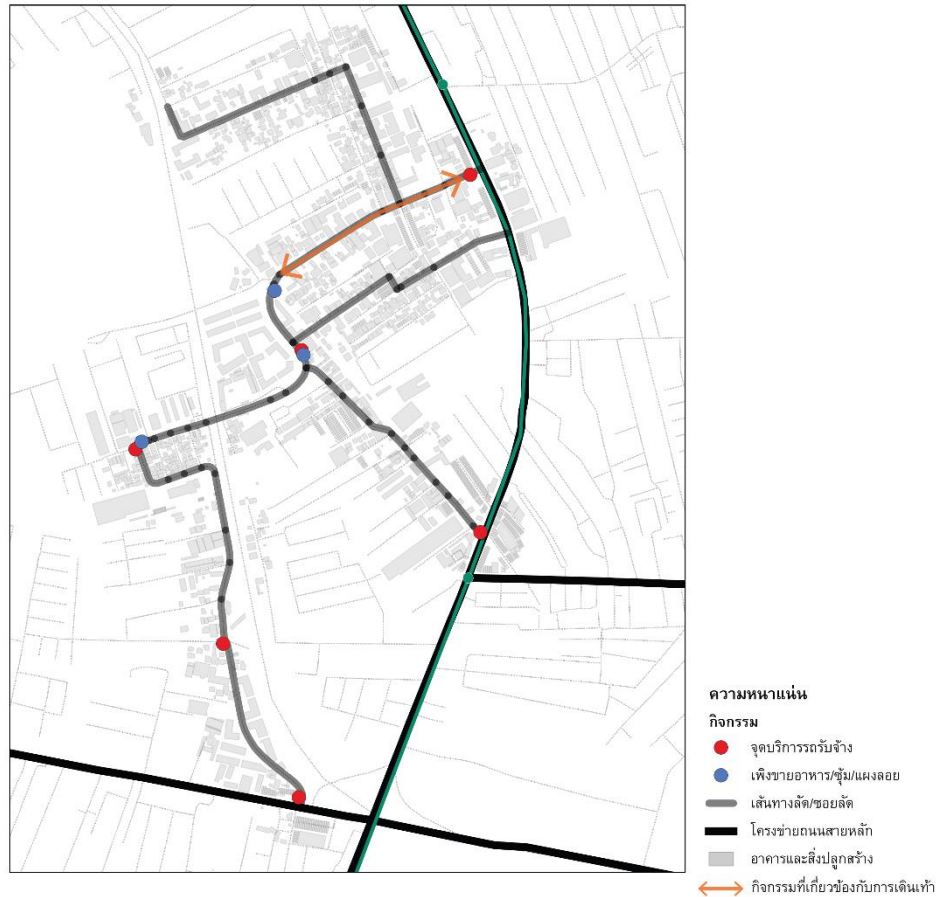 ความหนาแน่น
กิจกรรม
จุดบริการรถรับจ้าง
เพิงขายอาหาร/ซุ้ม/แผงลอย
เส้นทางลัด/ซอยลัด
โครงข่ายถนนสายหลัก
อาคารและสิ่งปลูกสร้าง
กิจกรรมที่เกี่ยวข้องกับการเดินเท้า